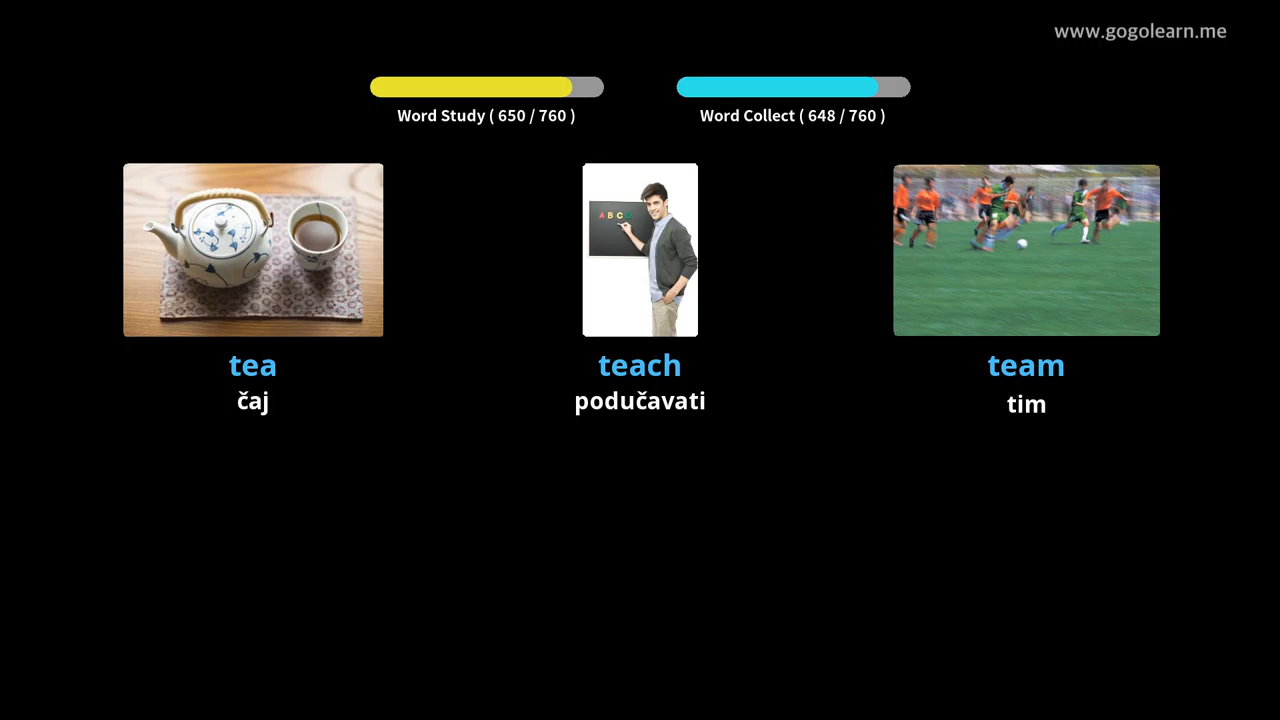 www.gogolearn.me
Word Study ( 650 / 760 )
Word Collect ( 648 / 760 )
A B C D
tea
teach
team
čaj
podučavati
tim